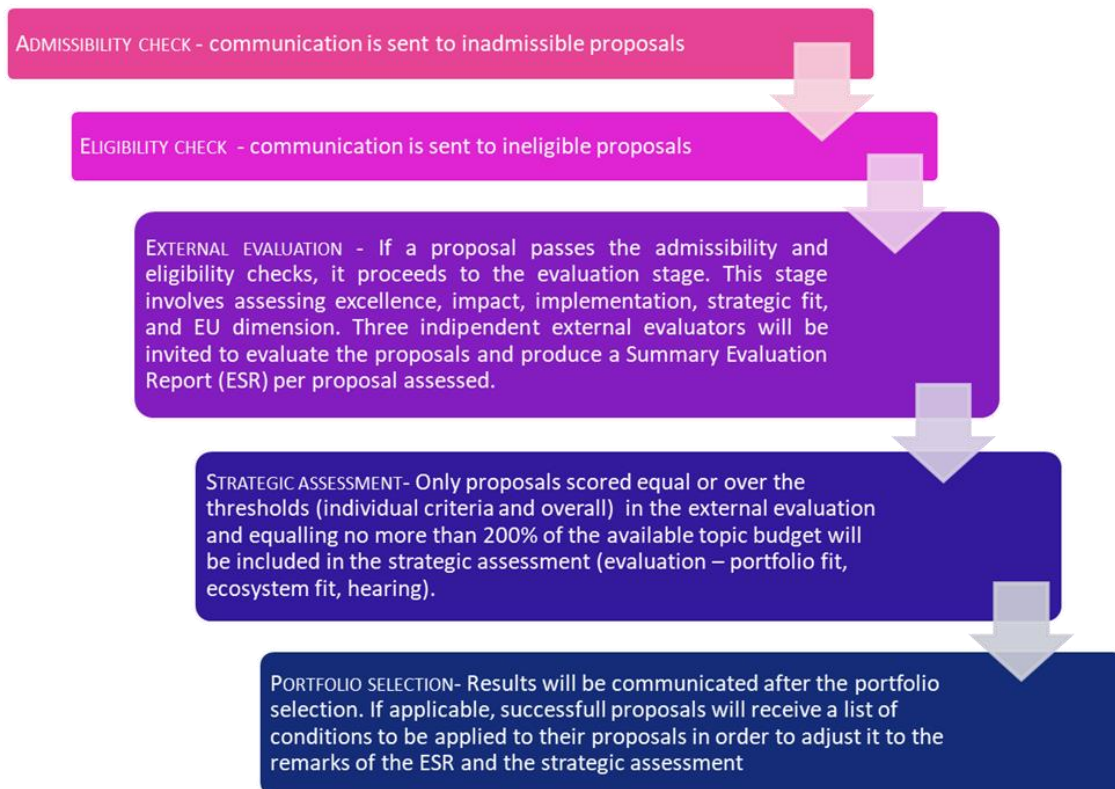 ADMISSIBILITY CHECK - communication is sent to inadmissible proposals
ELIGIBILITY CHECK - communication is sent to ineligible proposals
EXTERNAL EVALUATION - If a proposal passes the admissibility and
eligibility checks, it proceeds to the evaluation stage. This stage
involves assessing excellence, impact, implementation, strategic fit,
and EU dimension. Three indipendent external evaluators will be
invited to evaluate the proposals and produce a Summary Evaluation
Report (ESR) per proposal assessed.
STRATEGIC ASSESSMENT- Only proposals scored equal or over the
thresholds (individual criteria and overall) in the external evaluation
and equalling no more than 200% of the available topic budget will
be included in the strategic assessment (evaluation – portfolio fit,
ecosystem fit, hearing).
PORTFOLIO SELECTION- Results will be communicated after the portfolio
selection. If applicable, successfull proposals will receive a list of
conditions to be applied to their proposals in order to adjust it to the
remarks of the ESR and the strategic assessment